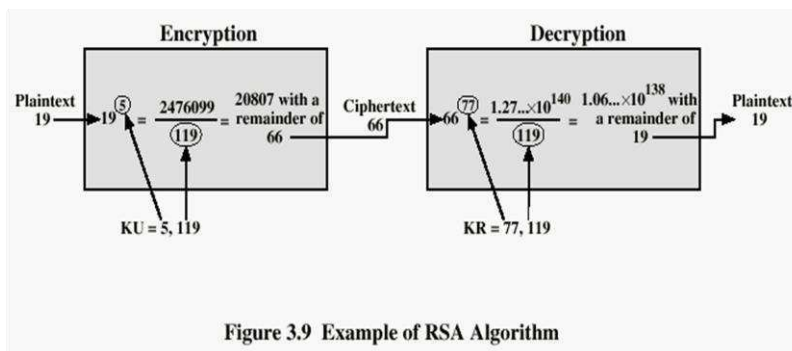 Encryption
Plaintext
19
19^5 = 2476099 / 119 = 20807 with a remainder of 66
Ciphertext
66
KU = 5, 119
Decryption
66^77 = 1.27...×10^140 / 119 = 1.06...×10^138 with a remainder of 19
Plaintext
19
KR = 77, 119
Figure 3.9 Example of RSA Algorithm